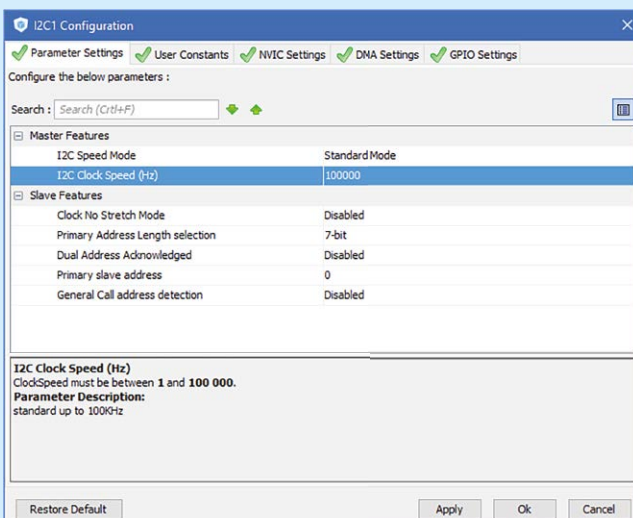 I2C1 Configuration
Parameter Settings User Constants NVIC Settings DMA Settings GPIO Settings
Configure the below parameters :
Search : Search (Crtl+F)
Master Features
I2C Speed Mode Standard Mode
I2C Clock Speed (Hz) 100000
Slave Features
Clock No Stretch Mode Disabled
Primary Address Length selection 7-bit
Dual Address Acknowledged Disabled
Primary slave address 0
General Call address detection Disabled
I2C Clock Speed (Hz)
ClockSpeed must be between 1 and 100 000.
Parameter Description:
standard up to 100KHz
Restore Default Apply Ok Cancel